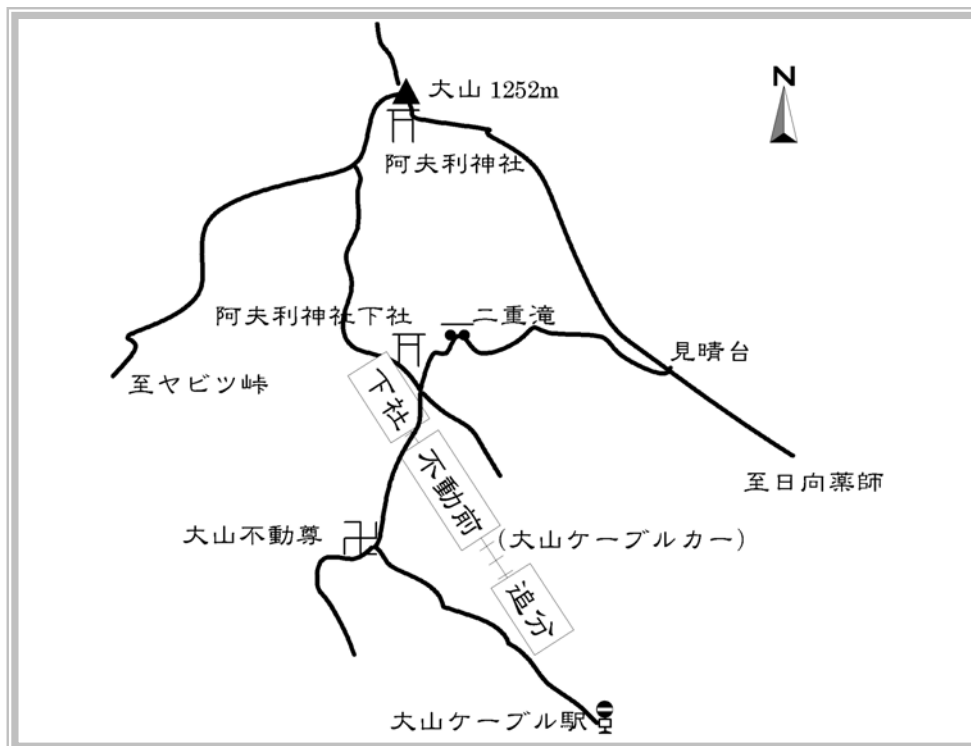 N
大山 1252m
阿夫利神社
阿夫利神社下社
二重滝
見晴台
至ヤビツ峠
下社
至日向薬師
不動前
大山不動尊
(大山ケーブルカー)
追分
大山ケーブル駅